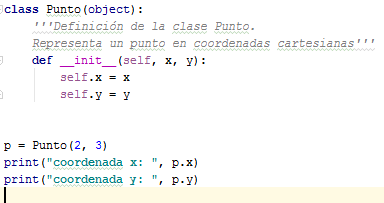 class Punto(object):
    '''Definición de la clase Punto.
    Representa un punto en coordenadas cartesianas'''
    def __init__(self, x, y):
        self.x = x
        self.y = y
p = Punto(2, 3)
print("coordenada x: ", p.x)
print("coordenada y: ", p.y)